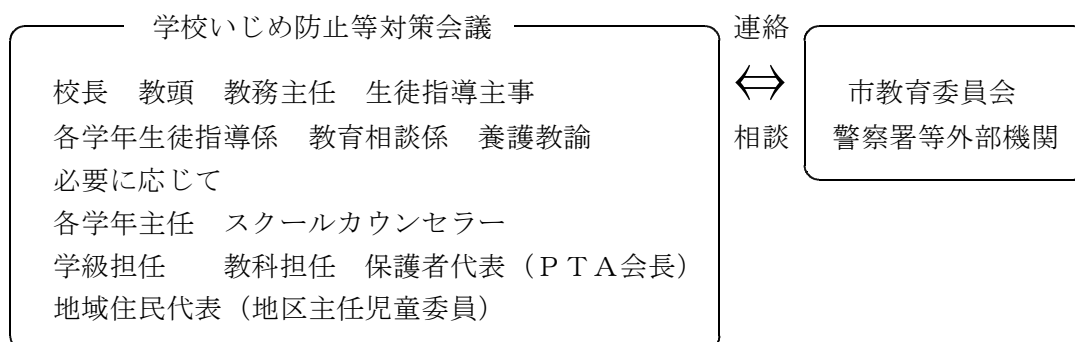 学校いじめ防止等対策会議
校長　教頭　教務主任　生徒指導主事
各学年生徒指導係　教育相談係　養護教諭
必要に応じて
各学年主任　スクールカウンセラー
学級担任　　教科担任　保護者代表（ＰＴＡ会長）
地域住民代表（地区主任児童委員）
連絡
⇔
相談
市教育委員会
警察署等外部機関